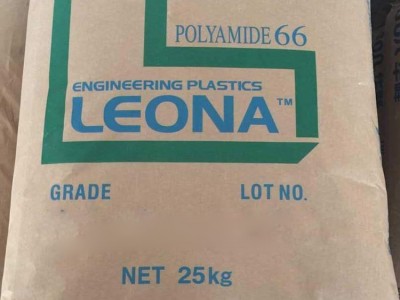 POLYAMIDE 66
ENGINEERING PLASTICS
LEONA™
GRADE LOT NO.
NET 25kg